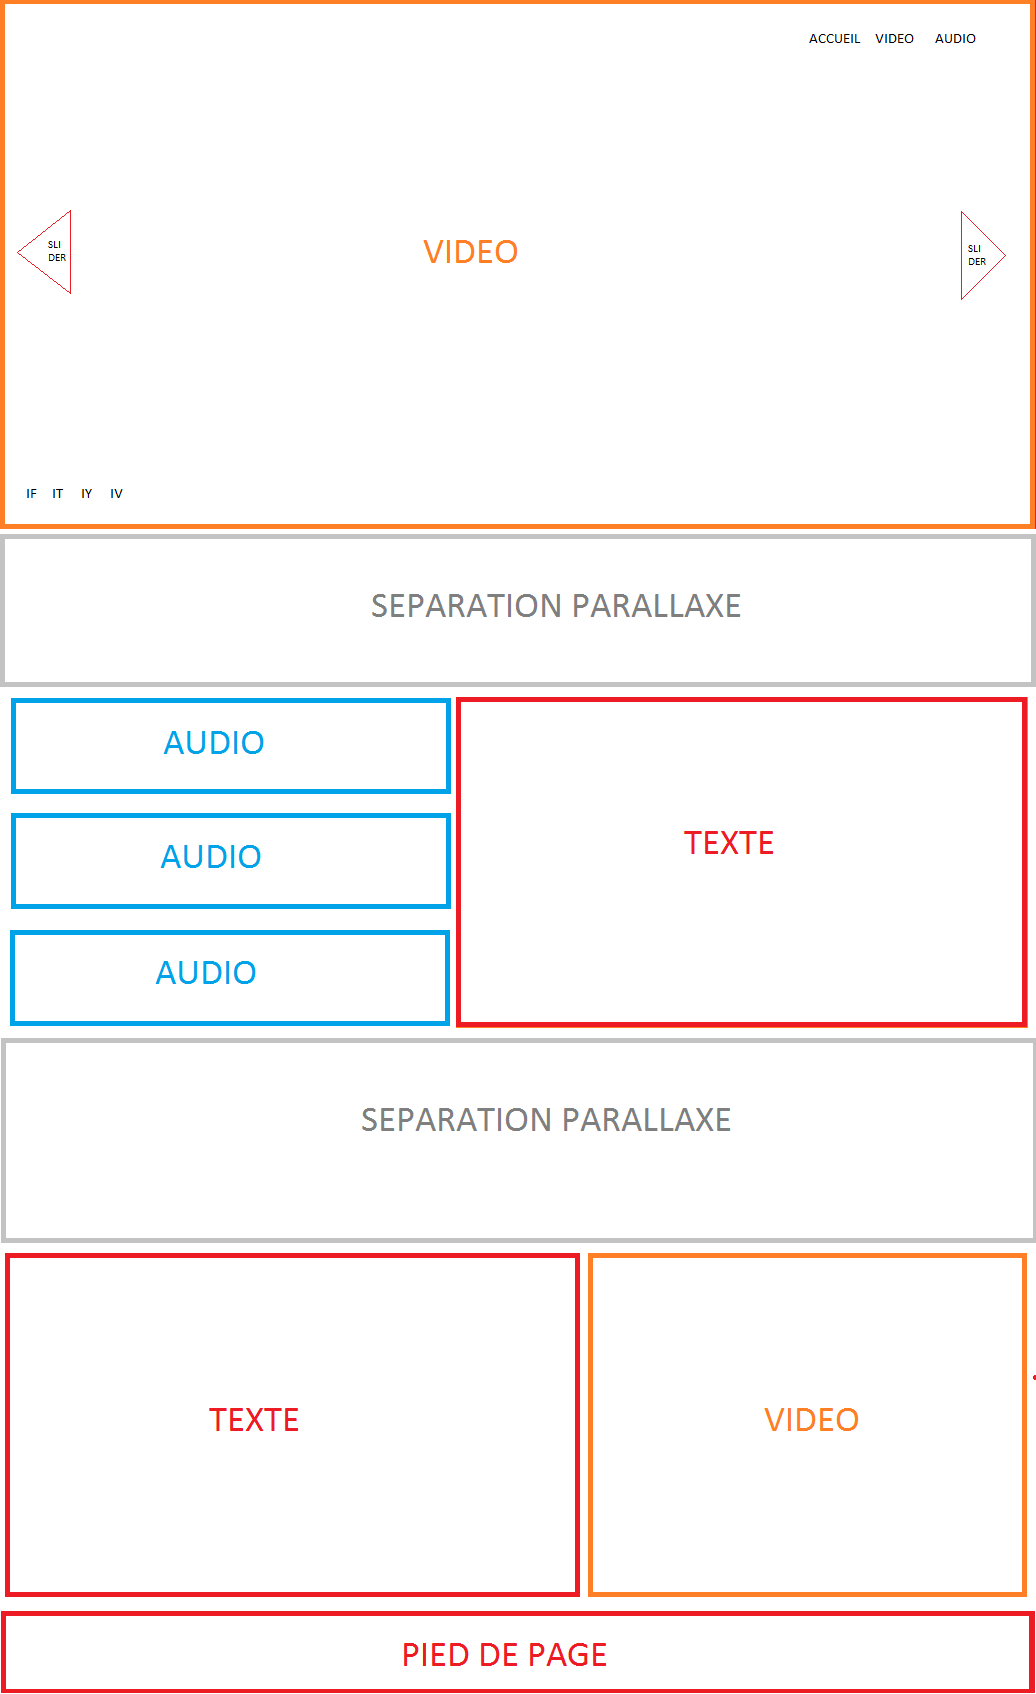 ACCUEIL VIDEO AUDIO
SLI
DER
VIDEO
SLI
DER
IF IT IY IV
SEPARATION PARALLAXE
AUDIO
AUDIO
AUDIO
TEXTE
SEPARATION PARALLAXE
TEXTE
VIDEO
PIED DE PAGE